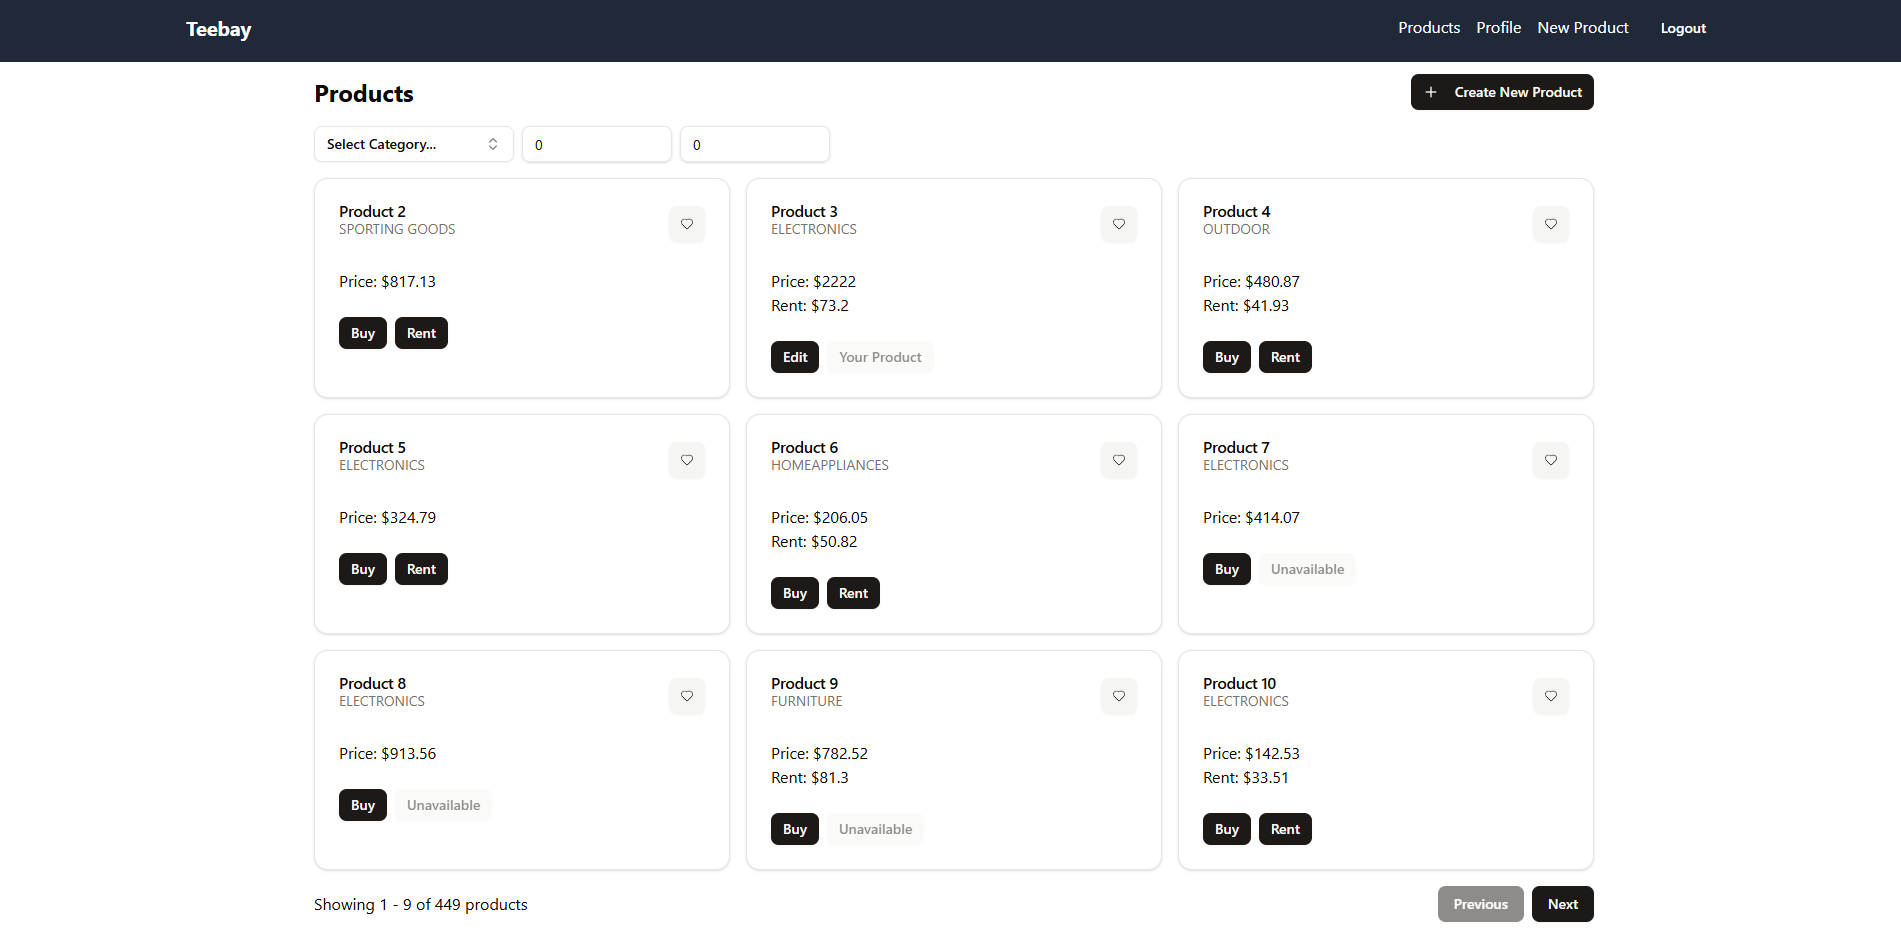 Teebay
Products Profile New Product Logout
Products
Create New Product
Select Category...
0
0
Product 2
SPORTING GOODS
Price: $817.13
Buy Rent
Product 3
ELECTRONICS
Price: $2222
Rent: $73.2
Edit Your Product
Product 4
OUTDOOR
Price: $480.87
Rent: $41.93
Buy Rent
Product 5
ELECTRONICS
Price: $324.79
Buy Rent
Product 6
HOMEAPPLIANCES
Price: $206.05
Rent: $50.82
Buy Rent
Product 7
ELECTRONICS
Price: $414.07
Buy Unavailable
Product 8
ELECTRONICS
Price: $913.56
Buy Unavailable
Product 9
FURNITURE
Price: $782.52
Rent: $81.3
Buy Unavailable
Product 10
ELECTRONICS
Price: $142.53
Rent: $33.51
Buy Rent
Showing 1 - 9 of 449 products
Previous Next